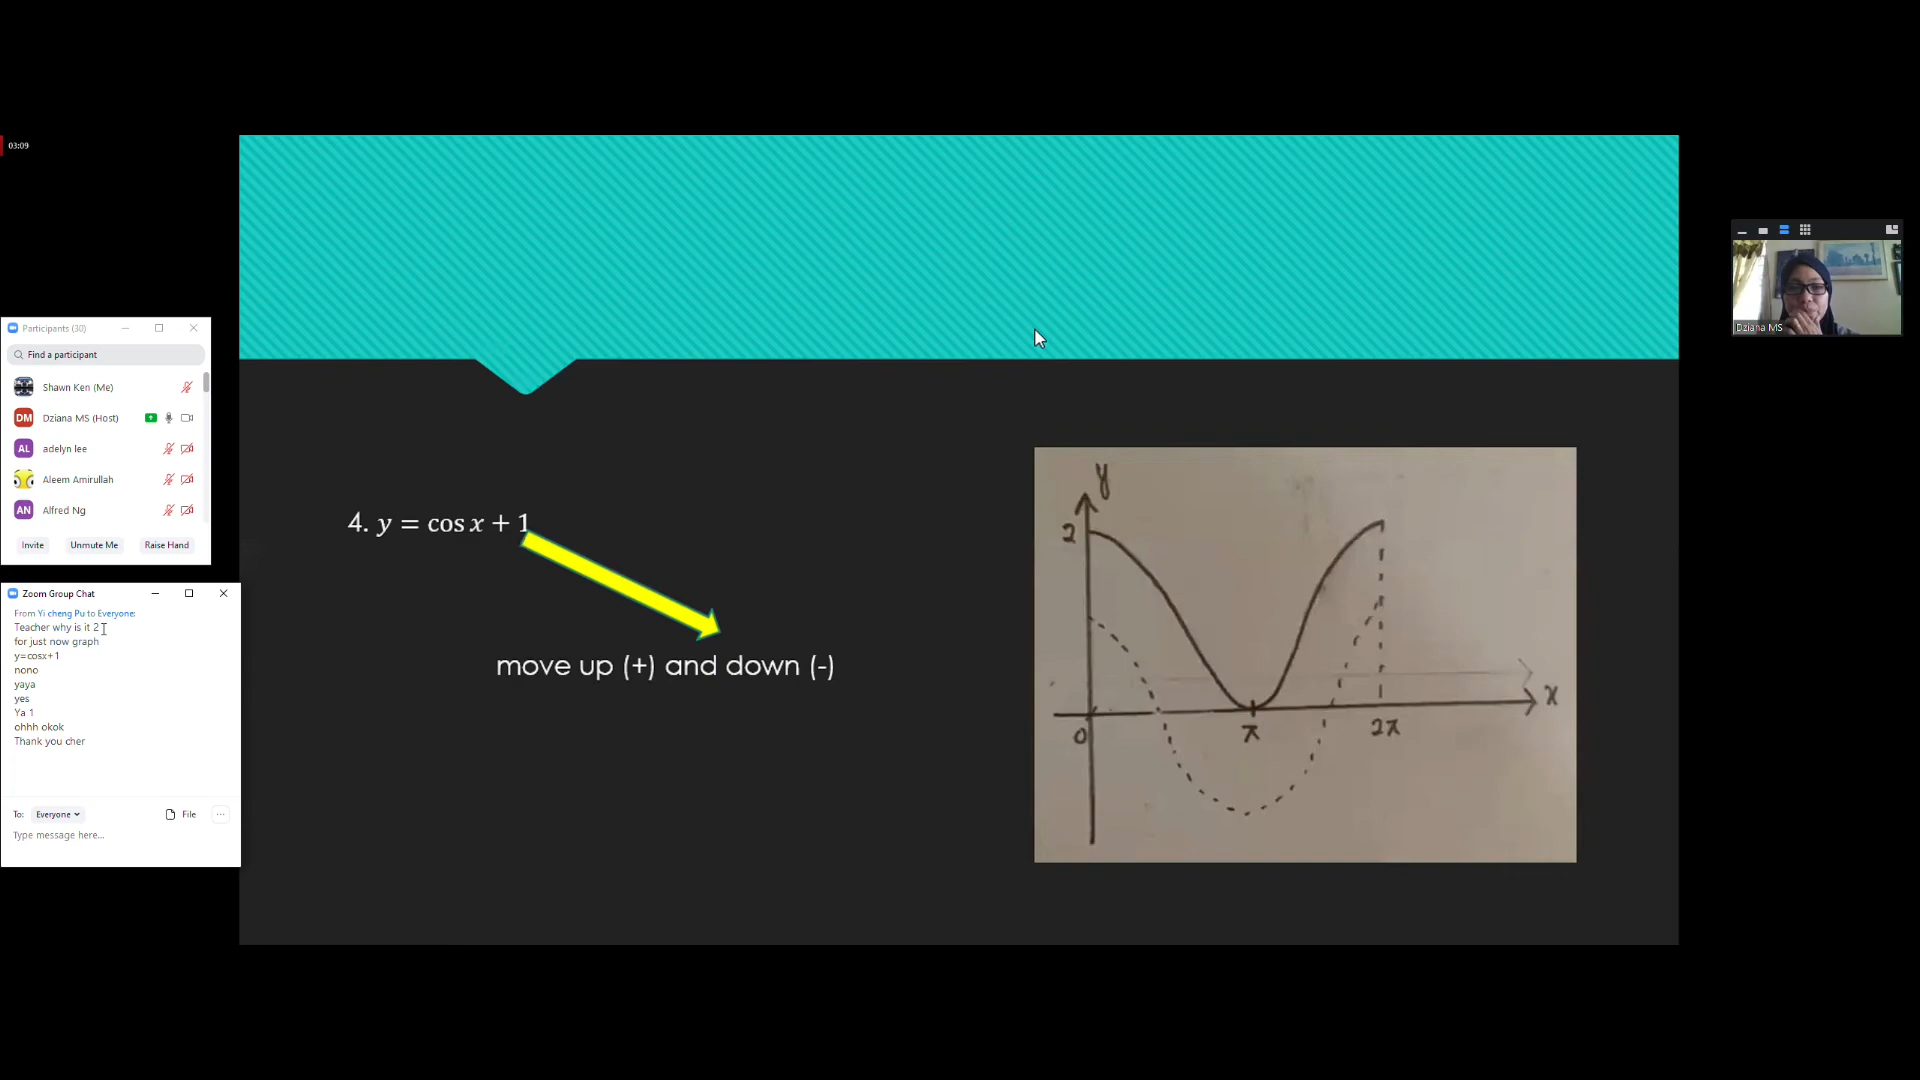 03:09
Participants (30)
Find a participant
Shawn Ken (Me)
DM Dziana MS (Host)
AL adelyn lee
Aleem Amirullah
AN Alfred Ng
Invite Unmute Me Raise Hand
Zoom Group Chat
From Yi cheng Pu to Everyone:
Teacher why is it 2
for just now graph
y=cosx+1
nono
yaya
yes
Ya 1
ohhh okok
Thank you cher
To: Everyone File ...
Type message here...
4. y = cos x + 1
move up (+) and down (-)
y
2
x
0 π 2π
Dziana MS